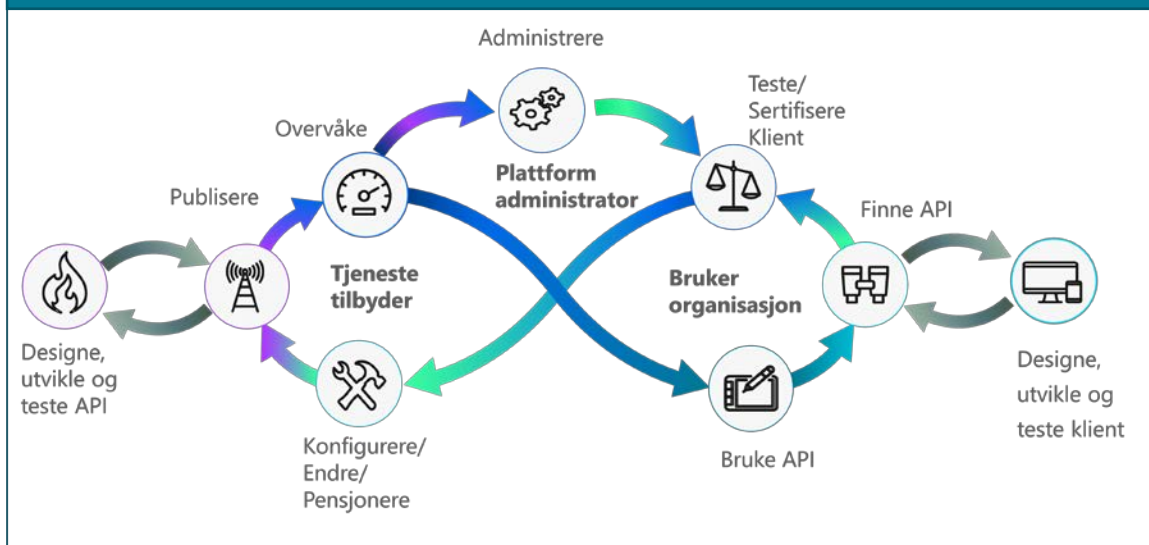 Administrere
Teste/
Sertifisere
Klient
Overvåke
Plattform
administrator
Publisere
Finne API
Tjeneste
tilbyder
Bruker
organisasjon
Designe,
utvikle og
teste API
Designe,
utvikle og
teste klient
Konfigurere/
Endre/
Pensjonere
Bruke API